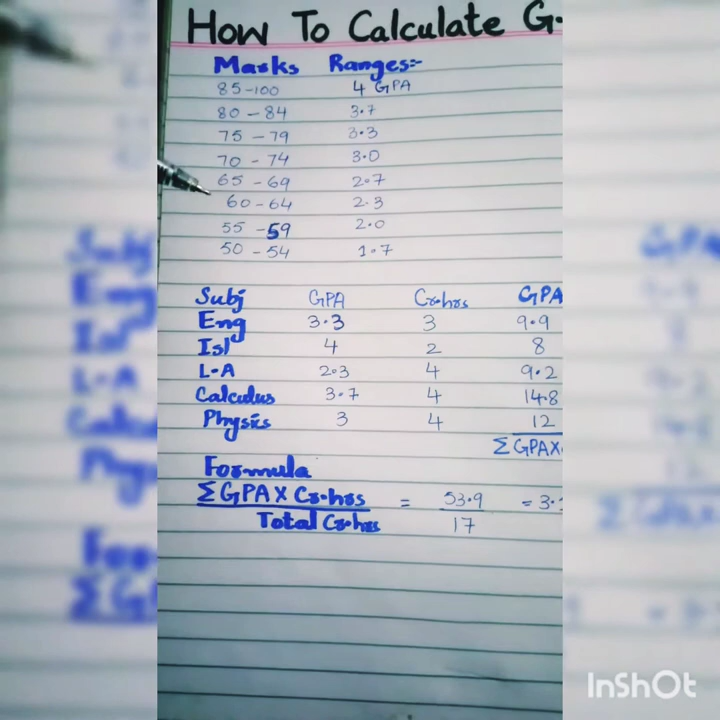 How To Calculate G.
Marks Ranges:-
85-100 4 GPA
80-84 3.7
75-79 3.3
70-74 3.0
65-69 2.7
60-64 2.3
55-59 2.0
50-54 1.7
Subj GPA Cr.hrs GPA
Eng 3.3 3 9.9
Isl 4 2 8
L.A 2.3 4 9.2
Calculus 3.7 4 14.8
Physics 3 4 12
ΣGPAX
Formula
ΣGPA X Cr.hrs = 53.9 = 3.
Total Cr.hrs 17
InShOt